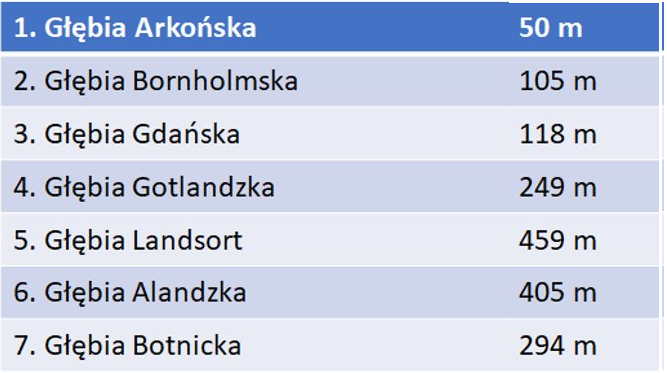 1. Głębia Arkońska 50 m
2. Głębia Bornholmska 105 m
3. Głębia Gdańska 118 m
4. Głębia Gotlandzka 249 m
5. Głębia Landsort 459 m
6. Głębia Alandzka 405 m
7. Głębia Botnicka 294 m